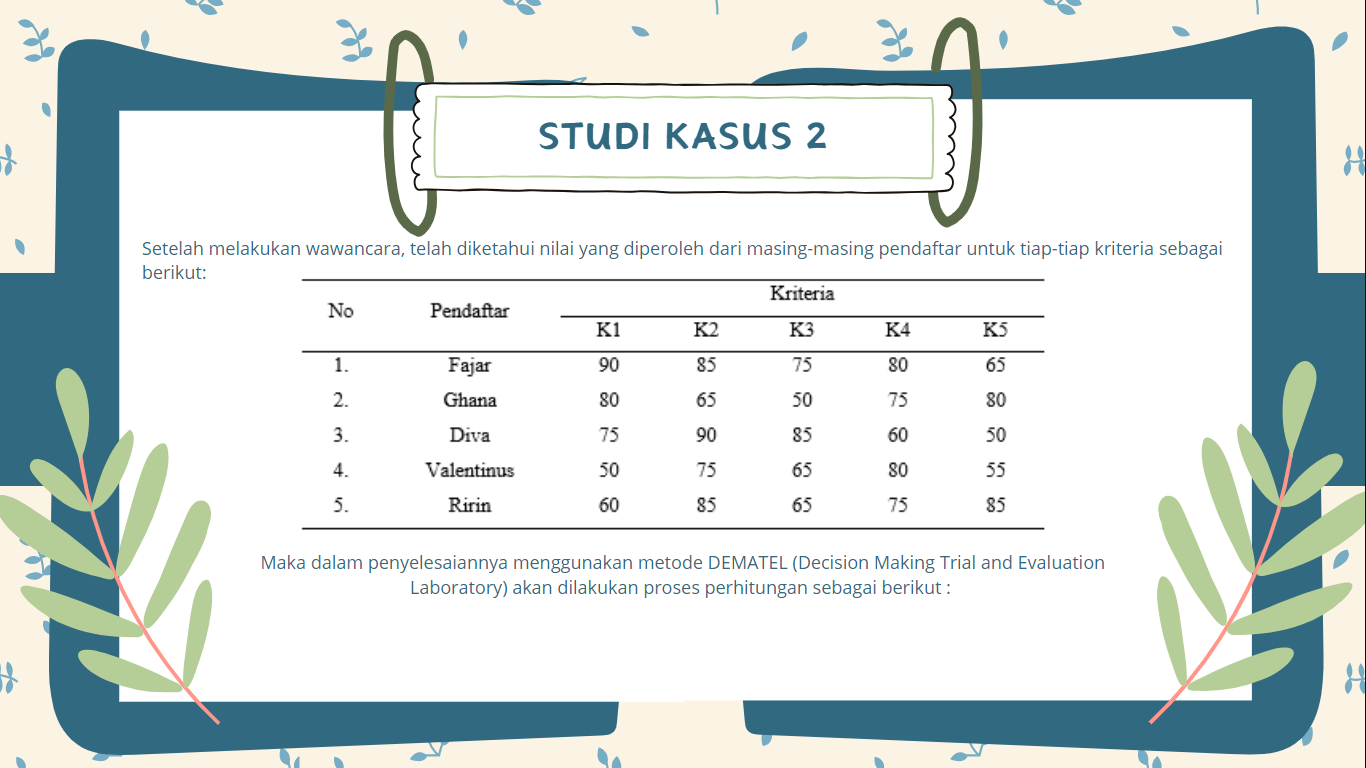 STUDI KASUS 2
Setelah melakukan wawancara, telah diketahui nilai yang diperoleh dari masing-masing pendaftar untuk tiap-tiap kriteria sebagai
berikut:
No Pendaftar Kriteria
K1 K2 K3 K4 K5
1. Fajar 90 85 75 80 65
2. Ghana 80 65 50 75 80
3. Diva 75 90 85 60 50
4. Valentinus 50 75 65 80 55
5. Ririn 60 85 65 75 85
Maka dalam penyelesaiannya menggunakan metode DEMATEL (Decision Making Trial and Evaluation
Laboratory) akan dilakukan proses perhitungan sebagai berikut :